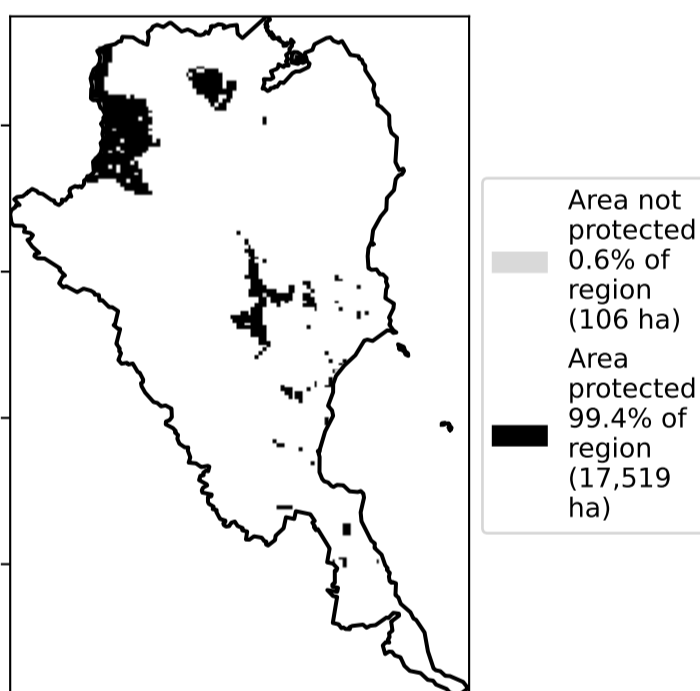 Area not
protected
0.6% of
region
(106 ha)
Area
protected
99.4% of
region
(17,519
ha)